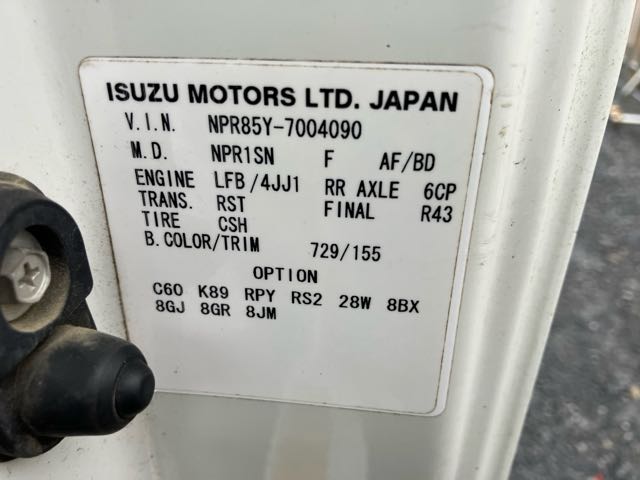 ISUZU MOTORS LTD. JAPAN
V.I.N. NPR85Y-7004090
M.D. NPR1SN F AF/BD
ENGINE LFB/4JJ1 RR AXLE 6CP
TRANS. RST FINAL R43
TIRE CSH
B.COLOR/TRIM 729/155
OPTION
C60 K89 RPY RS2 28W 8BX
8GJ 8GR 8JM